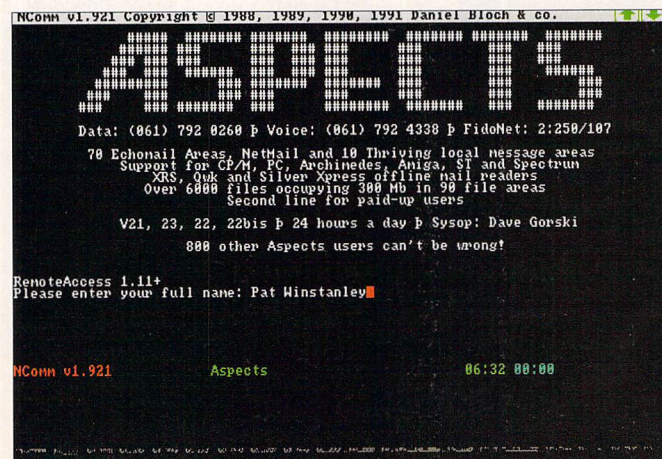 NComm v1.921 Copyright © 1988, 1989, 1990, 1991 Daniel Bloch & co.
ASPECTS
Data: (061) 792 0260 þ Voice: (061) 792 4338 þ FidoNet: 2:250/107
70 Echomail Areas, NetMail and 10 Thriving local message areas
Support for CP/M, PC, Archimedes, Amiga, ST and Spectrum
XRS, Qwk and Silver Xpress offline mail readers
Over 6000 files occupying 300 Mb in 90 file areas
Second line for paid-up users
V21, 23, 22, 22bis þ 24 hours a day þ Sysop: Dave Gorski
800 other Aspects users can't be wrong!
RemoteAccess 1.11+
Please enter your full name: Pat Winstanley
NComm v1.921 Aspects 06:32 00:00